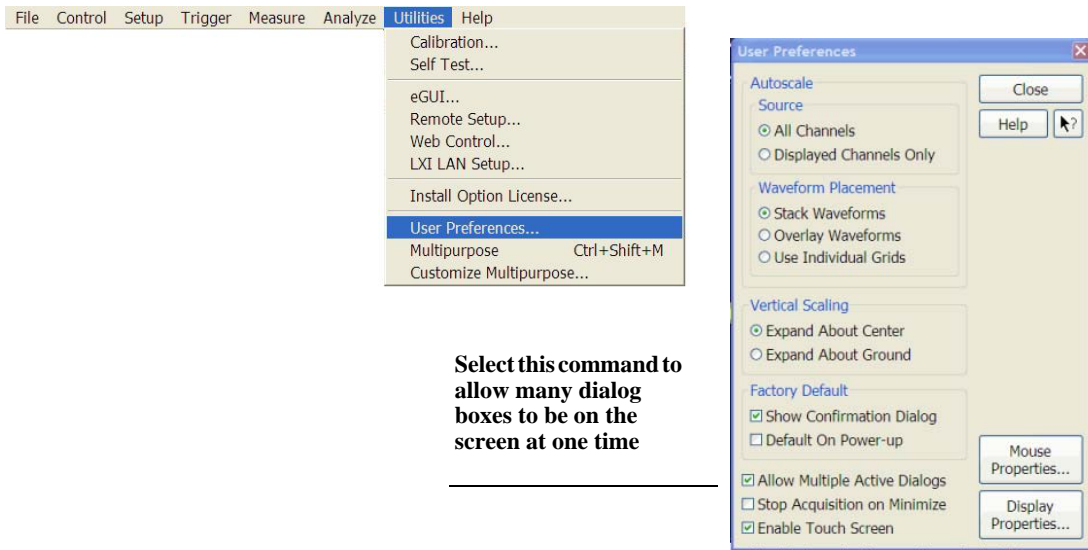 File Control Setup Trigger Measure Analyze Utilities Help
Calibration...
Self Test...
eGUI...
Remote Setup...
Web Control...
LXI LAN Setup...
Install Option License...
User Preferences...
Multipurpose Ctrl+Shift+M
Customize Multipurpose...
Select this command to
allow many dialog
boxes to be on the
screen at one time
User Preferences
Autoscale
Source
All Channels
Displayed Channels Only
Waveform Placement
Stack Waveforms
Overlay Waveforms
Use Individual Grids
Vertical Scaling
Expand About Center
Expand About Ground
Factory Default
Show Confirmation Dialog
Default On Power-up
Allow Multiple Active Dialogs
Stop Acquisition on Minimize
Enable Touch Screen
Close
Help ?
Mouse
Properties...
Display
Properties...